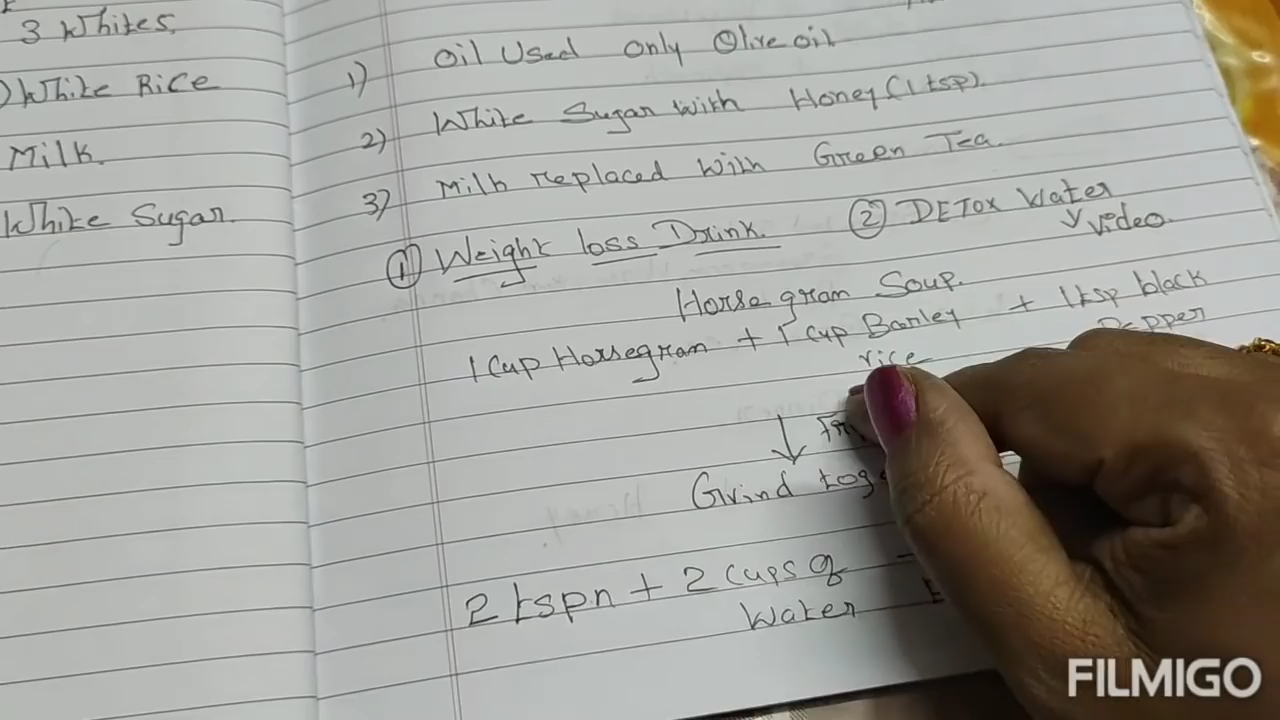 3 Whites,
White Rice
Milk.
White Sugar.
1) Oil Used only Olive oil
2) White Sugar with Honey (1 tsp).
3) Milk replaced with Green Tea.
① Weight loss Drink. ② DETOX Water
video
Horse gram Soup.
1 Cup Horsegram + 1 Cup Barley + 1 tsp black
rice Pepper
↓
Grind
2 tspn + 2 cups of
Water
FILMIGO